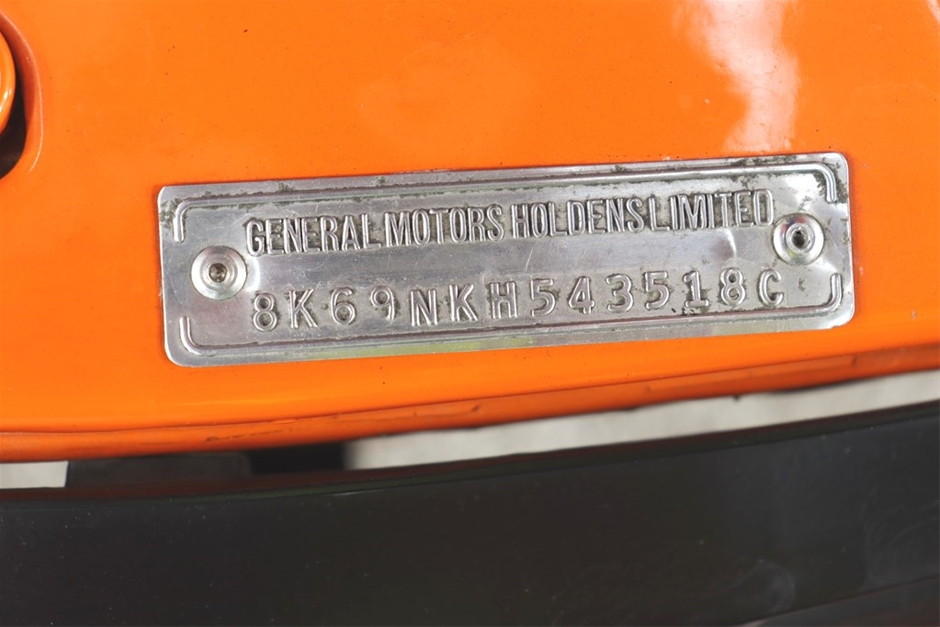 GENERAL MOTORS HOLDENS LIMITED
8K69NKH543518C